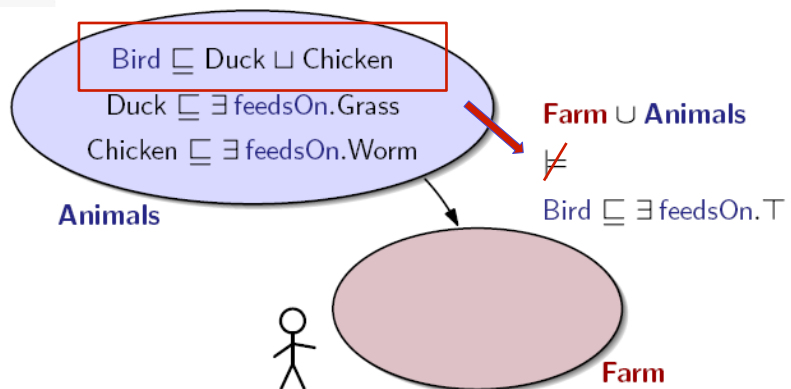 Bird ⊑ Duck ⊔ Chicken
Duck ⊑ ∃ feedsOn.Grass
Chicken ⊑ ∃ feedsOn.Worm
Animals
Farm ∪ Animals
⊭
Bird ⊑ ∃ feedsOn.⊤
Farm